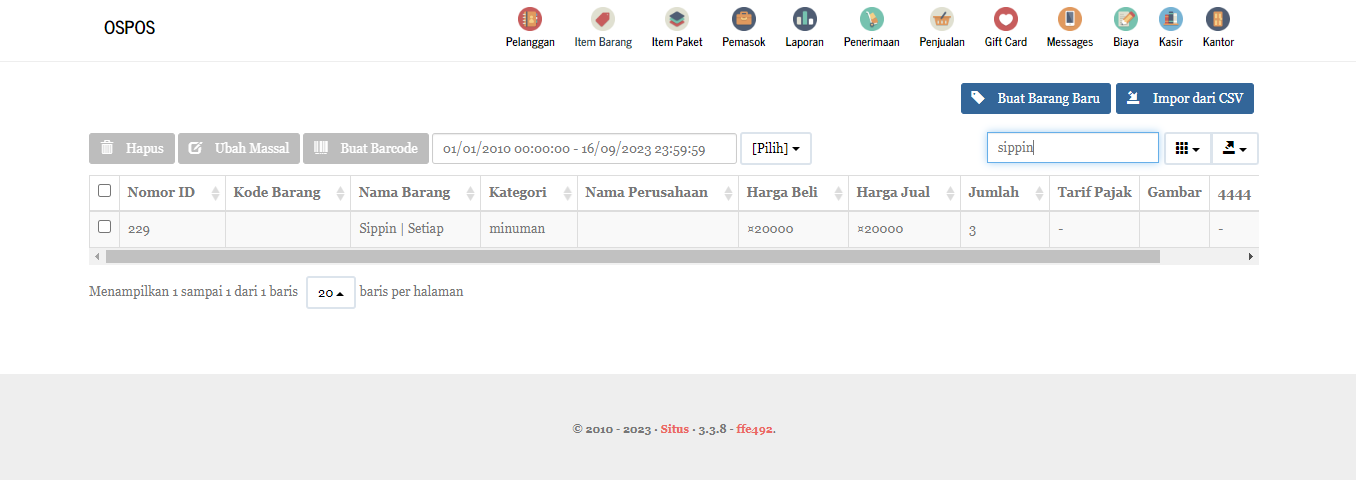 OSPOS
Pelanggan Item Barang Item Paket Pemasok Laporan Penerimaan Penjualan Gift Card Messages Biaya Kasir Kantor
Buat Barang Baru Impor dari CSV
Hapus Ubah Massal Buat Barcode 01/01/2010 00:00:00 - 16/09/2023 23:59:59 [Pilih] sippin
Nomor ID Kode Barang Nama Barang Kategori Nama Perusahaan Harga Beli Harga Jual Jumlah Tarif Pajak Gambar 4444
229 Sippin | Setiap minuman ¤20000 ¤20000 3 - -
Menampilkan 1 sampai 1 dari 1 baris 20 baris per halaman
© 2010 - 2023 · Situs · 3.3.8 - ffe492.